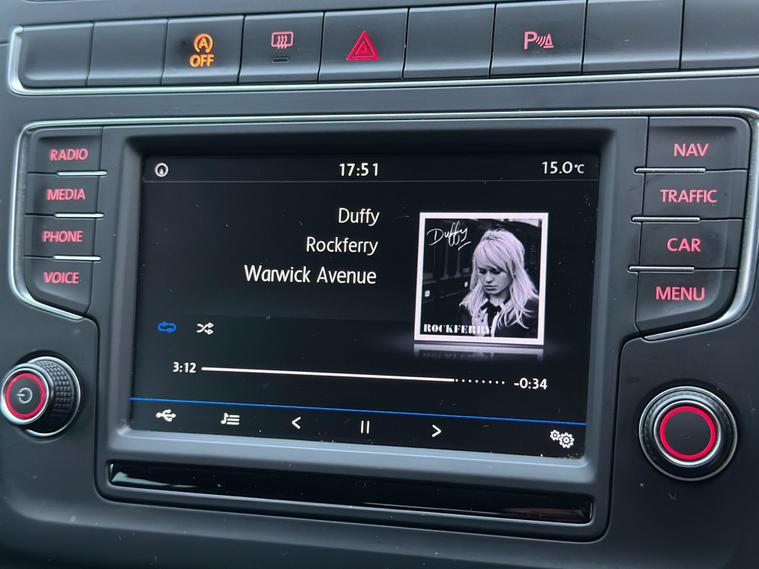 A
OFF
P
RADIO
MEDIA
PHONE
VOICE
17:51
15.0°C
Duffy
Rockferry
Warwick Avenue
Duffy
ROCKFERRY
3:12
-0:34
NAV
TRAFFIC
CAR
MENU